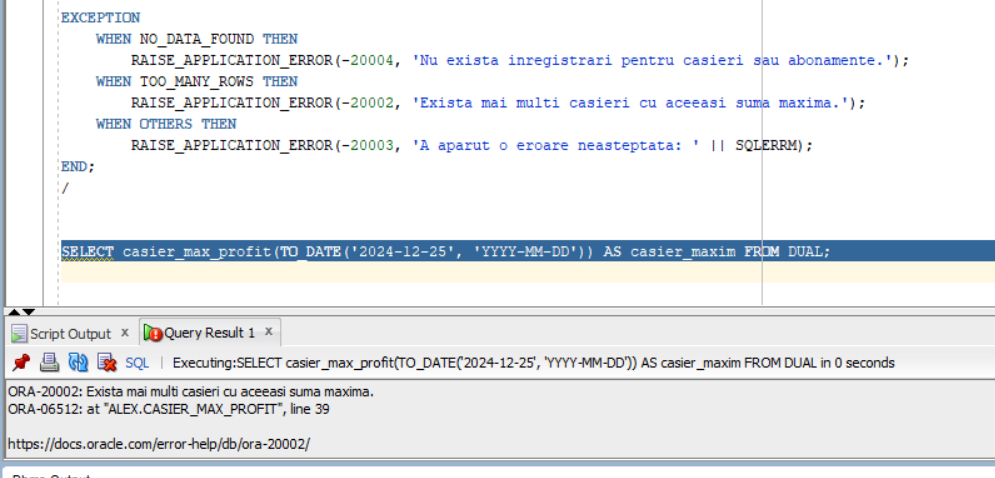 EXCEPTION
WHEN NO_DATA_FOUND THEN
RAISE_APPLICATION_ERROR(-20004, 'Nu exista inregistrari pentru casieri sau abonamente.');
WHEN TOO_MANY_ROWS THEN
RAISE_APPLICATION_ERROR(-20002, 'Exista mai multi casieri cu aceeasi suma maxima.');
WHEN OTHERS THEN
RAISE_APPLICATION_ERROR(-20003, 'A aparut o eroare neasteptata: ' || SQLERRM);
END;
/
SELECT casier_max_profit(TO_DATE('2024-12-25', 'YYYY-MM-DD')) AS casier_maxim FROM DUAL;
Script Output x Query Result 1 x
SQL | Executing:SELECT casier_max_profit(TO_DATE('2024-12-25', 'YYYY-MM-DD')) AS casier_maxim FROM DUAL in 0 seconds
ORA-20002: Exista mai multi casieri cu aceeasi suma maxima.
ORA-06512: at "ALEX.CASIER_MAX_PROFIT", line 39
https://docs.oracle.com/error-help/db/ora-20002/